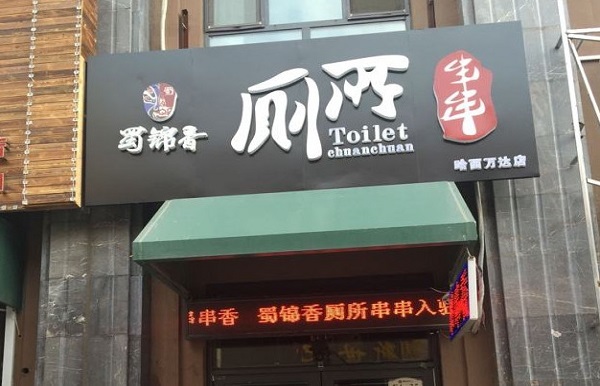 蜀锦香
厕所
Toilet
chuanchuan
串串
哈西万达店
串香 蜀锦香厕所串串入驻